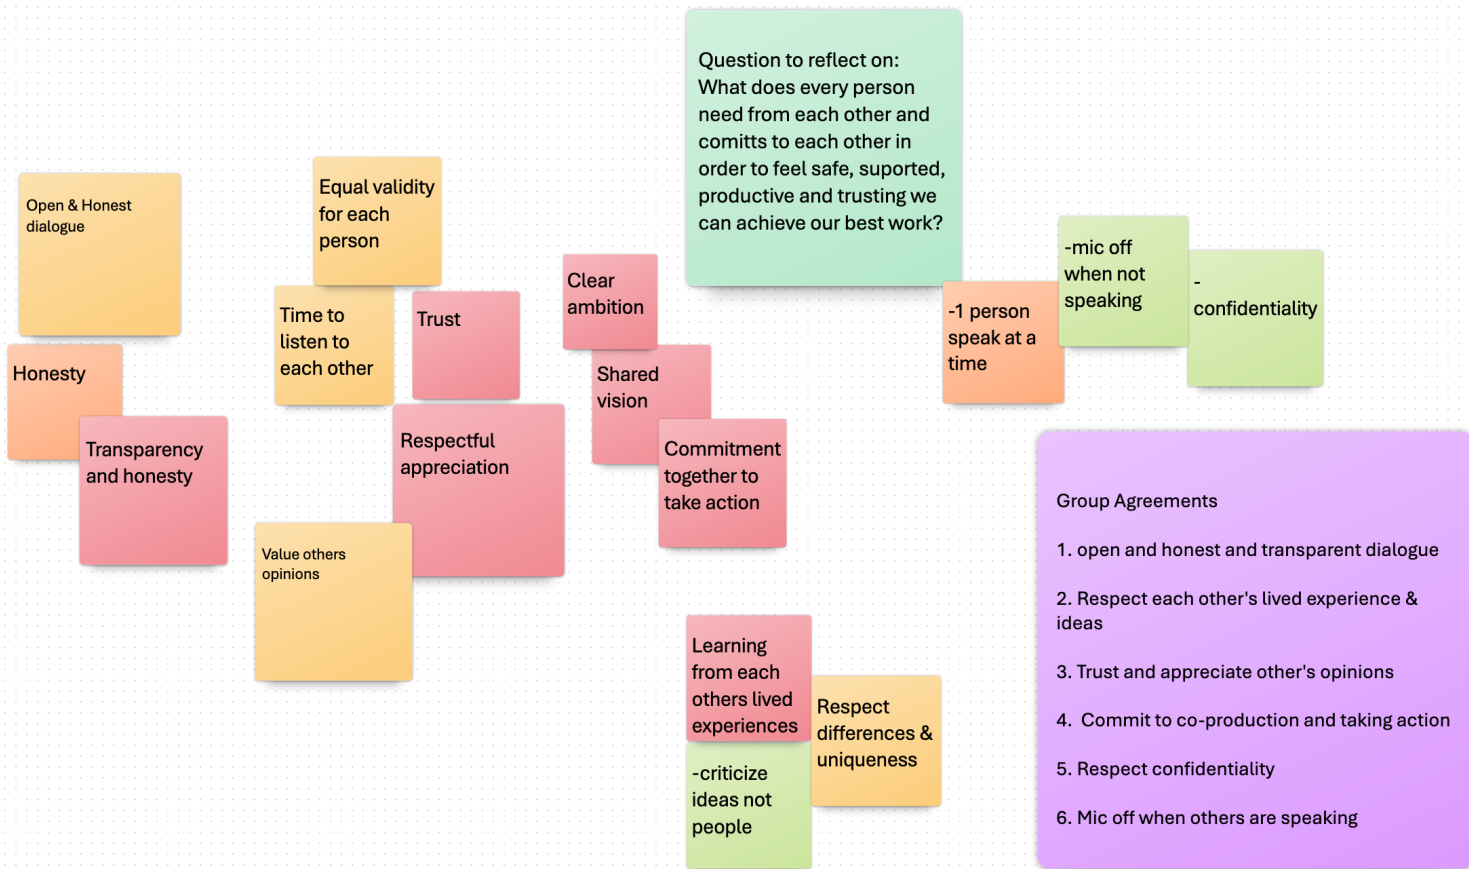 Question to reflect on:
What does every person
need from each other and
comitts to each other in
order to feel safe, suported,
productive and trusting we
can achieve our best work?
Open & Honest
dialogue
Honesty
Transparency
and honesty
Equal validity
for each
person
Time to
listen to
each other
Trust
Respectful
appreciation
Value others
opinions
Clear
ambition
Shared
vision
Commitment
together to
take action
-1 person
speak at a
time
-mic off
when not
speaking
-
confidentiality
Learning
from each
others lived
experiences
Respect
differences &
uniqueness
-criticize
ideas not
people
Group Agreements
1. open and honest and transparent dialogue
2. Respect each other's lived experience &
ideas
3. Trust and appreciate other's opinions
4.  Commit to co-production and taking action
5. Respect confidentiality
6. Mic off when others are speaking